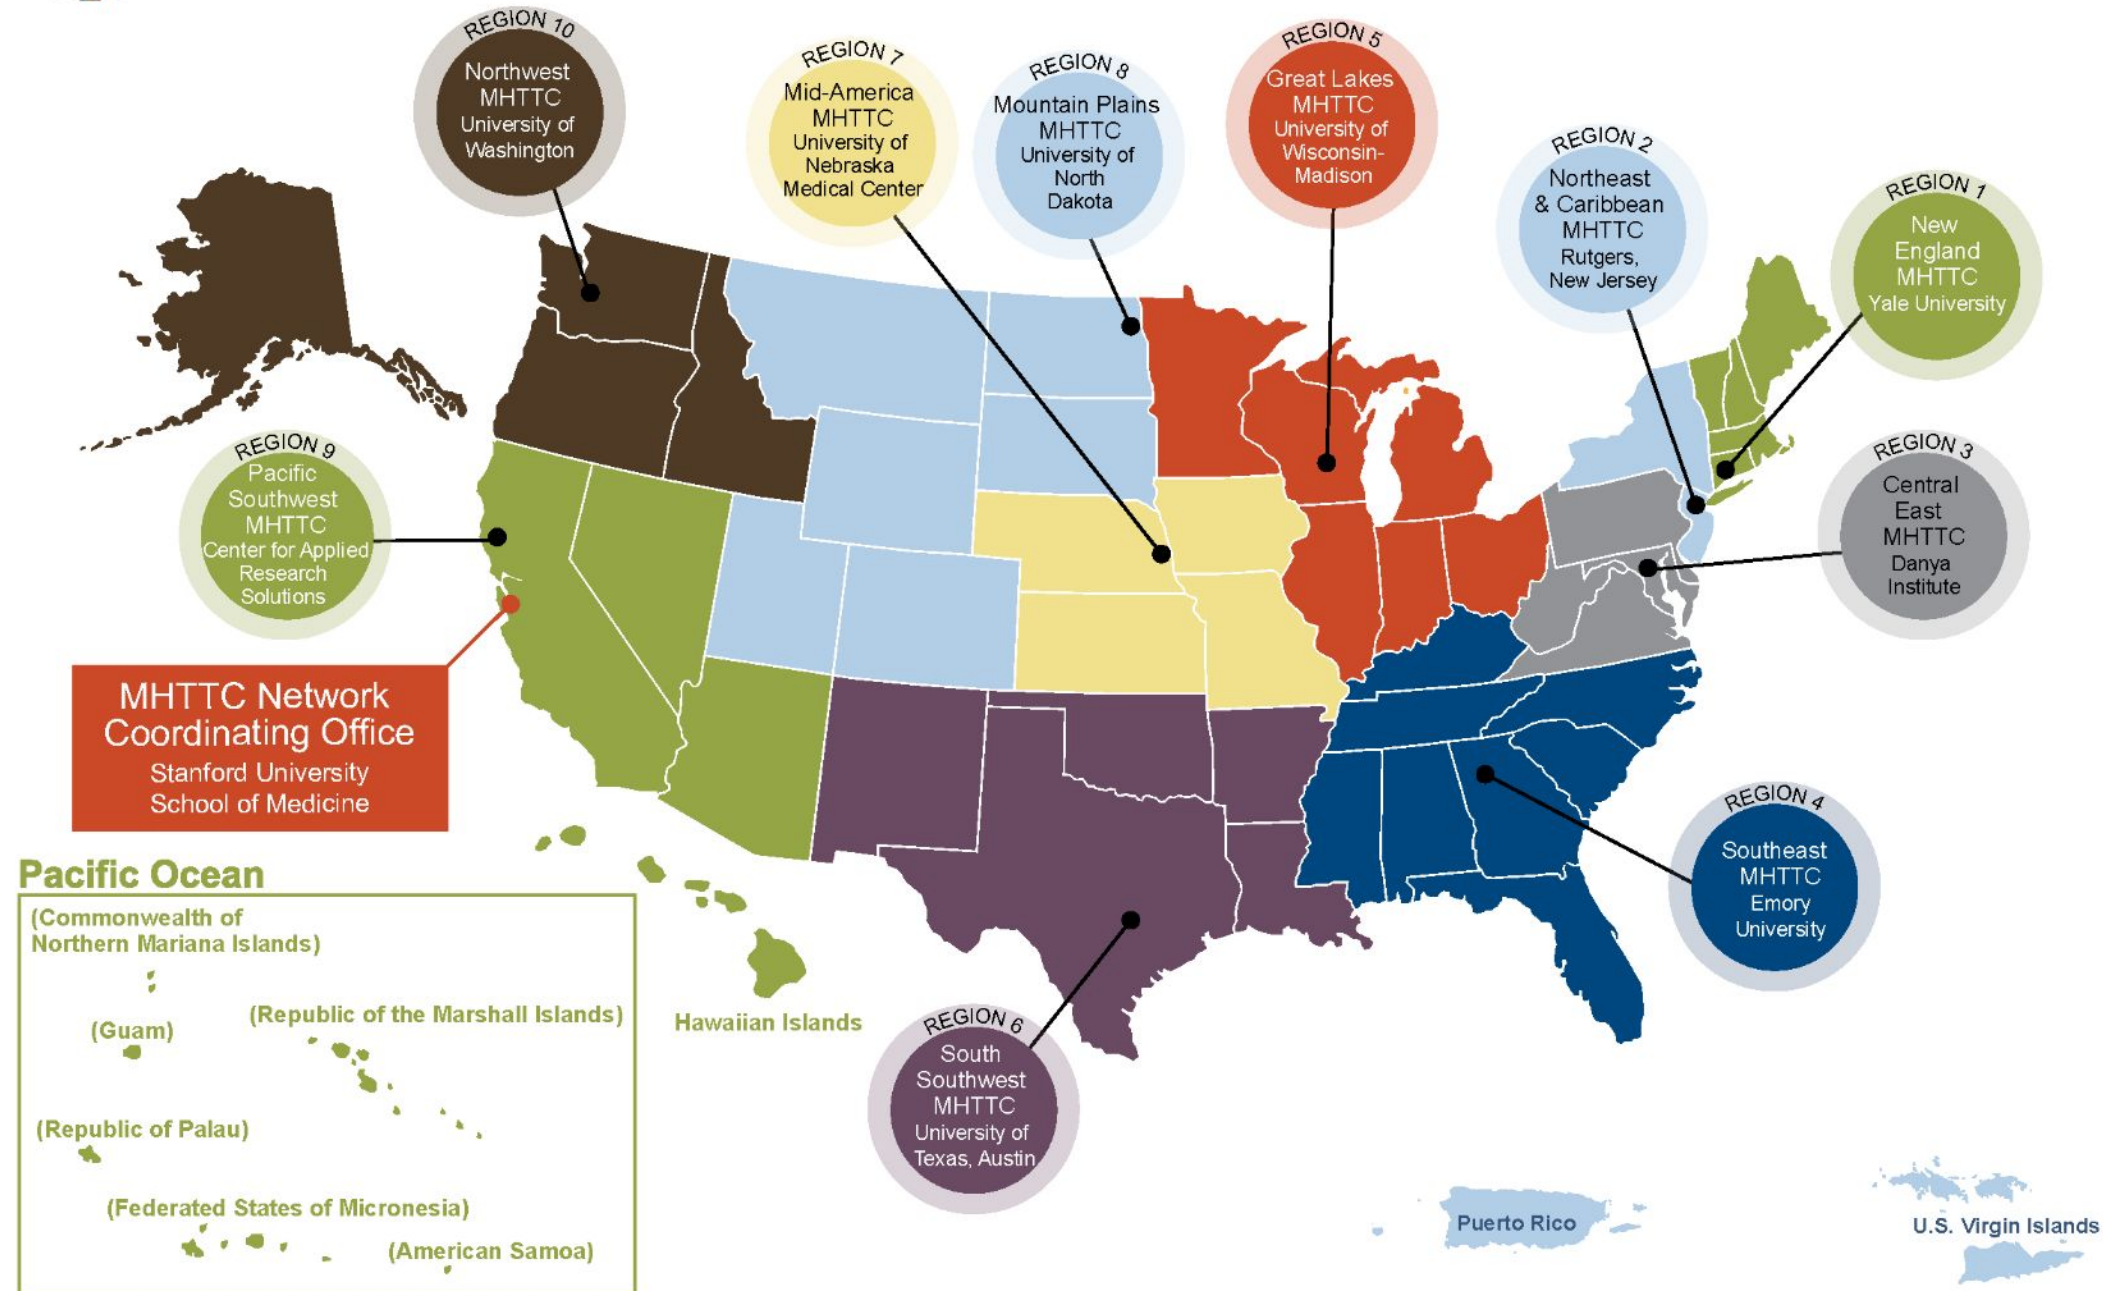 REGION 10
Northwest
MHTTC
University of
Washington
REGION 7
Mid-America
MHTTC
University of
Nebraska
Medical Center
REGION 8
Mountain Plains
MHTTC
University of
North
Dakota
REGION 5
Great Lakes
MHTTC
University of
Wisconsin-
Madison
REGION 2
Northeast
& Caribbean
MHTTC
Rutgers,
New Jersey
REGION 1
New
England
MHTTC
Yale University
REGION 9
Pacific
Southwest
MHTTC
Center for Applied
Research
Solutions
REGION 3
Central
East
MHTTC
Danya
Institute
MHTTC Network
Coordinating Office
Stanford University
School of Medicine
REGION 4
Southeast
MHTTC
Emory
University
Pacific Ocean
(Commonwealth of
Northern Mariana Islands)
(Guam)
(Republic of the Marshall Islands)
(Republic of Palau)
(Federated States of Micronesia)
(American Samoa)
Hawaiian Islands
REGION 6
South
Southwest
MHTTC
University of
Texas, Austin
Puerto Rico
U.S. Virgin Islands